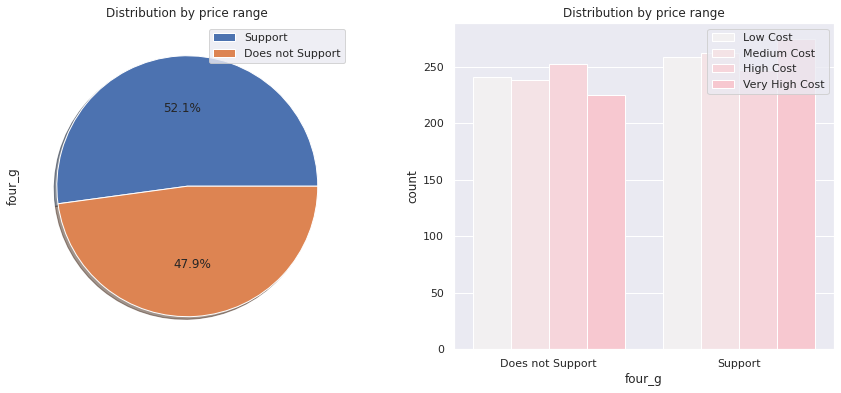 Distribution by price range
Support
Does not Support
52.1%
47.9%
four_g
Distribution by price range
Low Cost
Medium Cost
High Cost
Very High Cost
250
200
150
100
50
0
count
Does not Support
Support
four_g